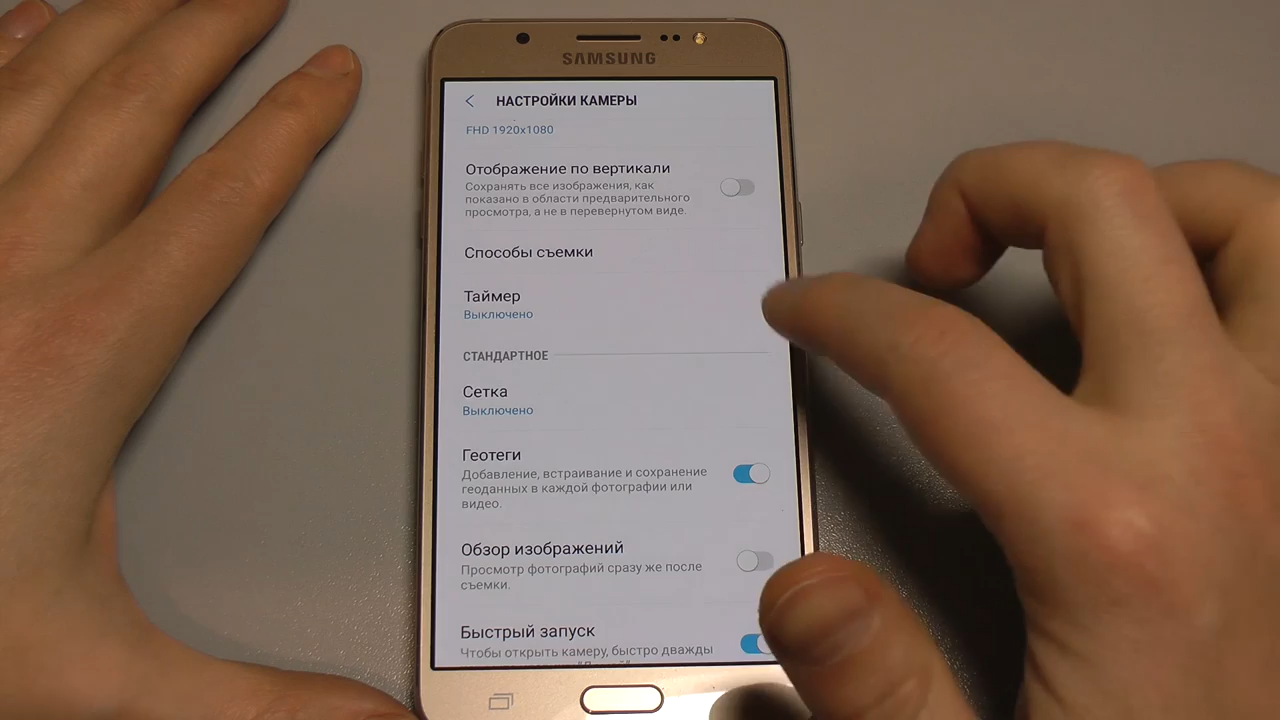 SAMSUNG
НАСТРОЙКИ КАМЕРЫ
FHD 1920x1080
Отображение по вертикали
Сохранять все изображения, как
показано в области предварительного
просмотра, а не в перевернутом виде.
Способы съемки
Таймер
Выключено
СТАНДАРТНОЕ
Сетка
Выключено
Геотеги
Добавление, встраивание и сохранение
геоданных в каждой фотографии или
видео.
Обзор изображений
Просмотр фотографий сразу же после
съемки.
Быстрый запуск
Чтобы открыть камеру, быстро дважды